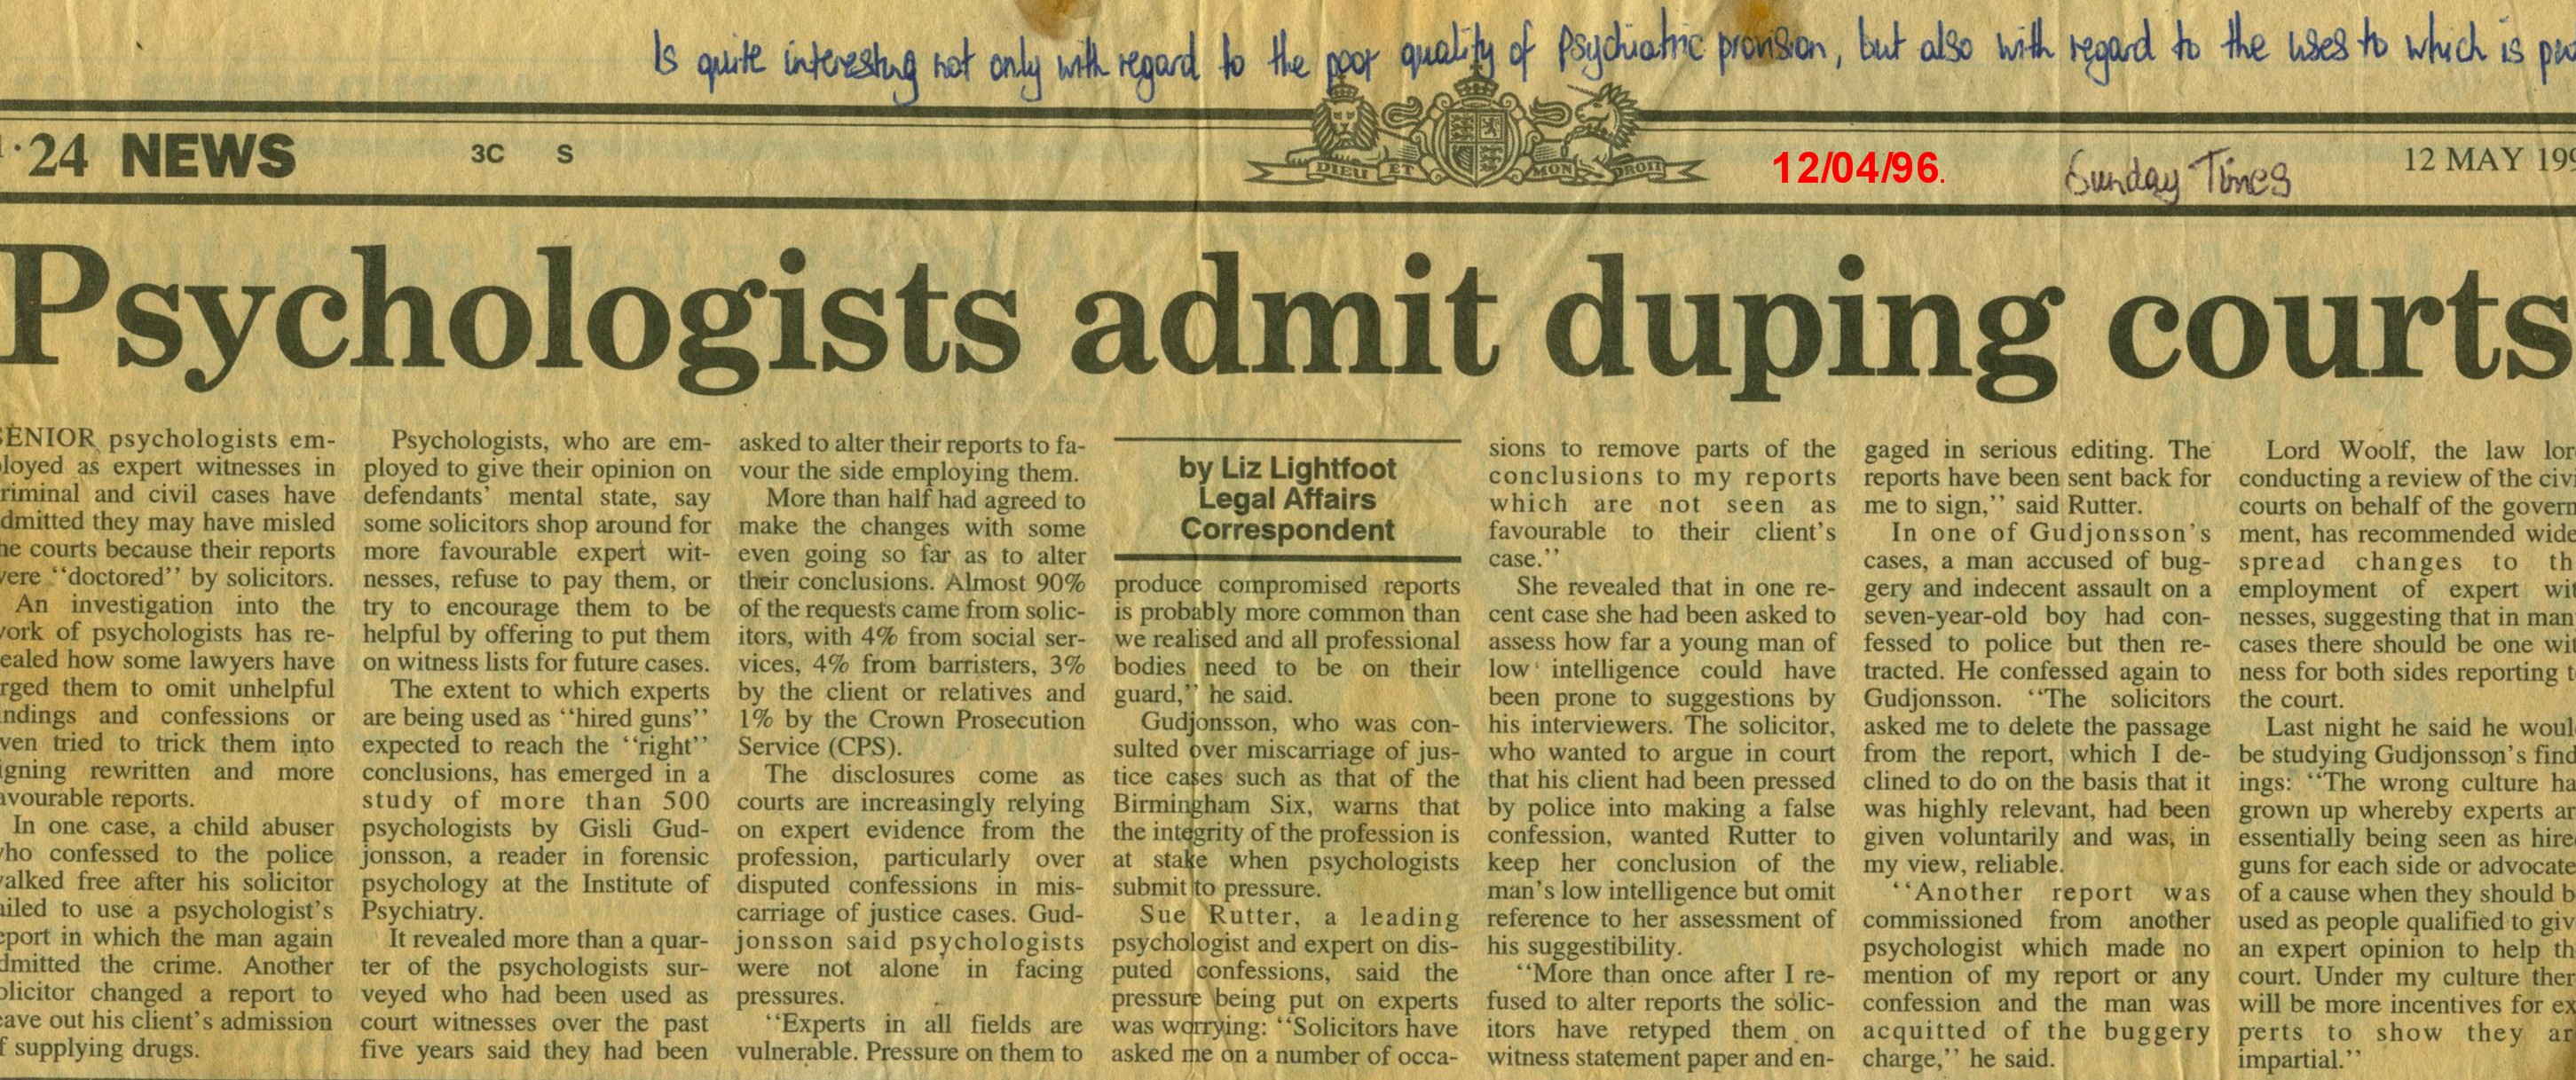 Is quite interesting not only with regard to the poor quality of Psychiatric provision, but also with regard to the uses to which is
·24 NEWS 3C S
DIEU ET MON DROIT
12/04/96.
Sunday Times
12 MAY 199
Psychologists admit duping courts
SENIOR psychologists em-
ployed as expert witnesses in
riminal and civil cases have
dmitted they may have misled
he courts because their reports
vere "doctored" by solicitors.
An investigation into the
vork of psychologists has re-
ealed how some lawyers have
rged them to omit unhelpful
ndings and confessions or
ven tried to trick them into
igning rewritten and more
avourable reports.
In one case, a child abuser
vho confessed to the police
valked free after his solicitor
ailed to use a psychologist's
eport in which the man again
dmitted the crime. Another
olicitor changed a report to
eave out his client's admission
f supplying drugs.
Psychologists, who are em-
ployed to give their opinion on
defendants' mental state, say
some solicitors shop around for
more favourable expert wit-
nesses, refuse to pay them, or
try to encourage them to be
helpful by offering to put them
on witness lists for future cases.
The extent to which experts
are being used as "hired guns"
expected to reach the "right"
conclusions, has emerged in a
study of more than 500
psychologists by Gisli Gud-
jonsson, a reader in forensic
psychology at the Institute of
Psychiatry.
It revealed more than a quar-
ter of the psychologists sur-
veyed who had been used as
court witnesses over the past
five years said they had been
asked to alter their reports to fa-
vour the side employing them.
More than half had agreed to
make the changes with some
even going so far as to alter
their conclusions. Almost 90%
of the requests came from solic-
itors, with 4% from social ser-
vices, 4% from barristers, 3%
by the client or relatives and
1% by the Crown Prosecution
Service (CPS).
The disclosures come as
courts are increasingly relying
on expert evidence from the
profession, particularly over
disputed confessions in mis-
carriage of justice cases. Gud-
jonsson said psychologists
were not alone in facing
pressures.
"Experts in all fields are
vulnerable. Pressure on them to
by Liz Lightfoot
Legal Affairs
Correspondent
produce compromised reports
is probably more common than
we realised and all professional
bodies need to be on their
guard," he said.
Gudjonsson, who was con-
sulted over miscarriage of jus-
tice cases such as that of the
Birmingham Six, warns that
the integrity of the profession is
at stake when psychologists
submit to pressure.
Sue Rutter, a leading
psychologist and expert on dis-
puted confessions, said the
pressure being put on experts
was worrying: "Solicitors have
asked me on a number of occa-
sions to remove parts of the
conclusions to my reports
which are not seen as
favourable to their client's
case."
She revealed that in one re-
cent case she had been asked to
assess how far a young man of
low intelligence could have
been prone to suggestions by
his interviewers. The solicitor,
who wanted to argue in court
that his client had been pressed
by police into making a false
confession, wanted Rutter to
keep her conclusion of the
man's low intelligence but omit
reference to her assessment of
his suggestibility.
"More than once after I re-
fused to alter reports the solic-
itors have retyped them on
witness statement paper and en-
gaged in serious editing. The
reports have been sent back for
me to sign," said Rutter.
In one of Gudjonsson's
cases, a man accused of bug-
gery and indecent assault on a
seven-year-old boy had con-
fessed to police but then re-
tracted. He confessed again to
Gudjonsson. "The solicitors
asked me to delete the passage
from the report, which I de-
clined to do on the basis that it
was highly relevant, had been
given voluntarily and was, in
my view, reliable.
"Another report was
commissioned from another
psychologist which made no
mention of my report or any
confession and the man was
acquitted of the buggery
charge," he said.
Lord Woolf, the law lor
conducting a review of the civi
courts on behalf of the govern
ment, has recommended wide
spread changes to th
employment of expert wit
nesses, suggesting that in man
cases there should be one wit
ness for both sides reporting t
the court.
Last night he said he woul
be studying Gudjonsson's find
ings: "The wrong culture ha
grown up whereby experts ar
essentially being seen as hire
guns for each side or advocate
of a cause when they should b
used as people qualified to giv
an expert opinion to help th
court. Under my culture ther
will be more incentives for ex
perts to show they ar
impartial."